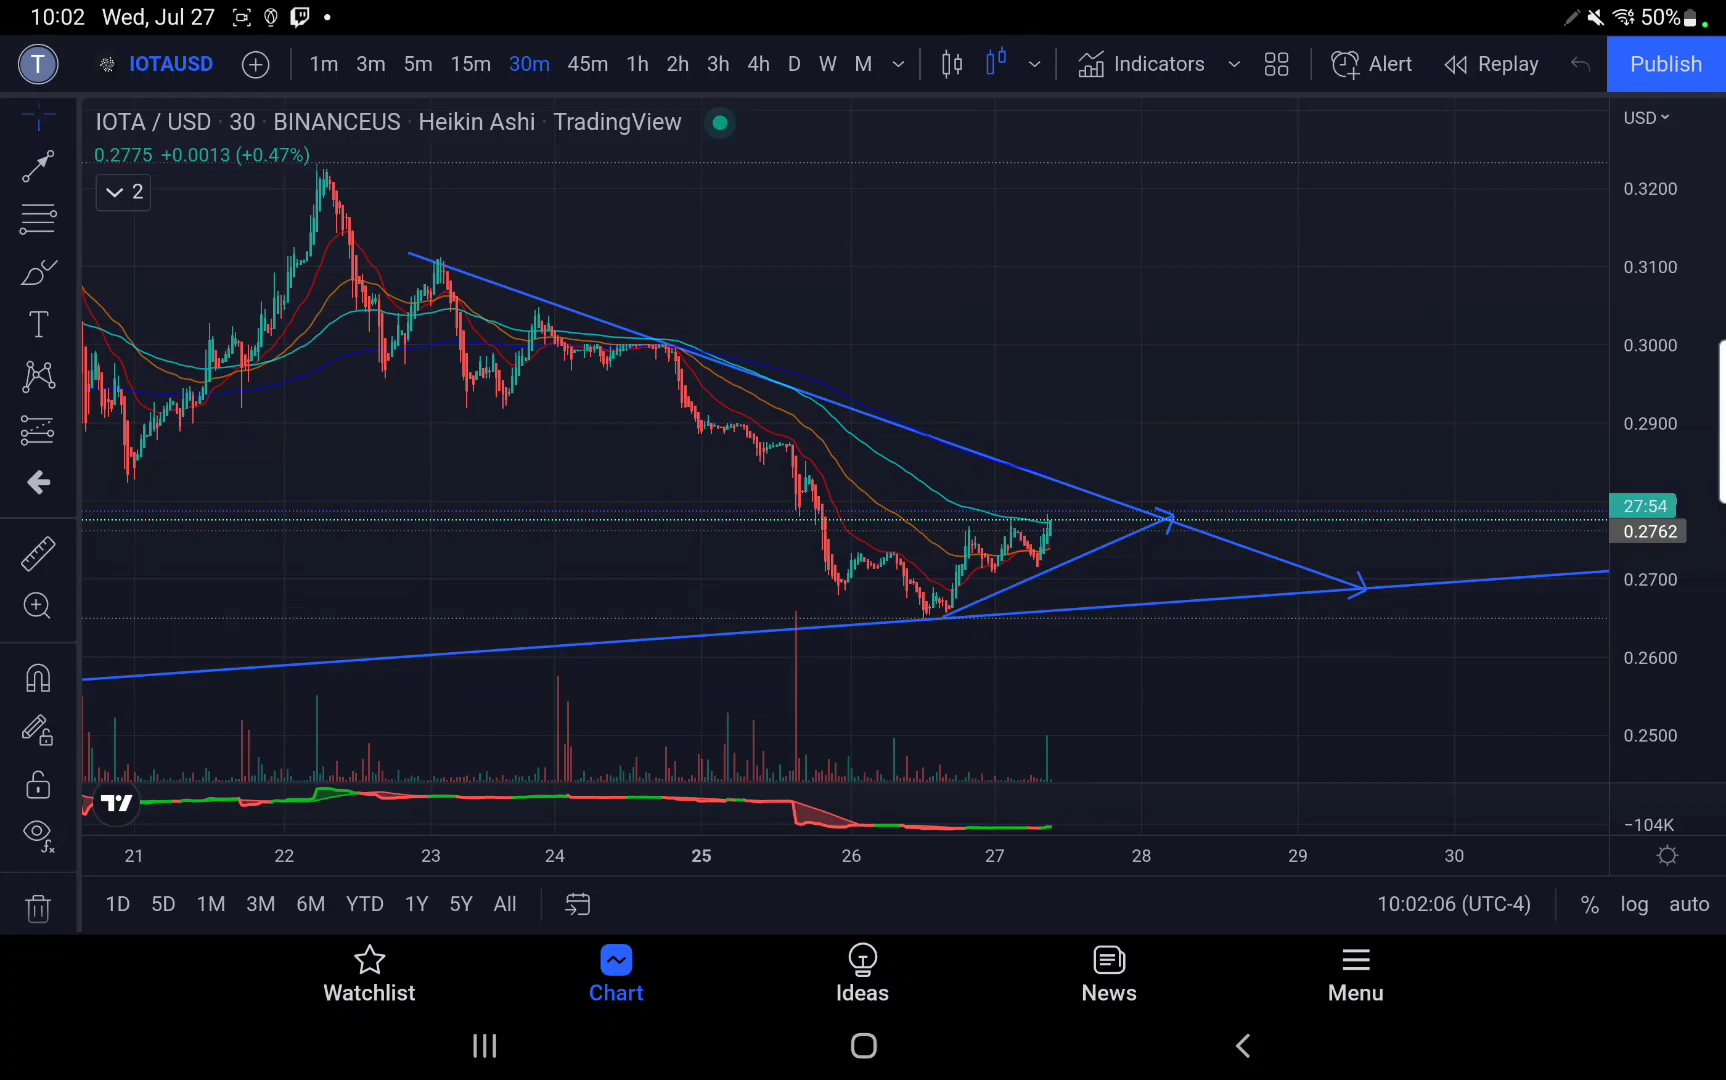 10:02 Wed, Jul 27 50%
T IOTAUSD 1m 3m 5m 15m 30m 45m 1h 2h 3h 4h D W M Indicators Alert Replay Publish
IOTA / USD · 30 · BINANCEUS · Heikin Ashi · TradingView
USD
0.2775 +0.0013 (+0.47%)
2
0.3200
0.3100
0.3000
0.2900
27:54
0.2762
0.2700
0.2600
0.2500
−104K
21 22 23 24 25 26 27 28 29 30
1D 5D 1M 3M 6M YTD 1Y 5Y All 10:02:06 (UTC-4) % log auto
Watchlist Chart Ideas News Menu